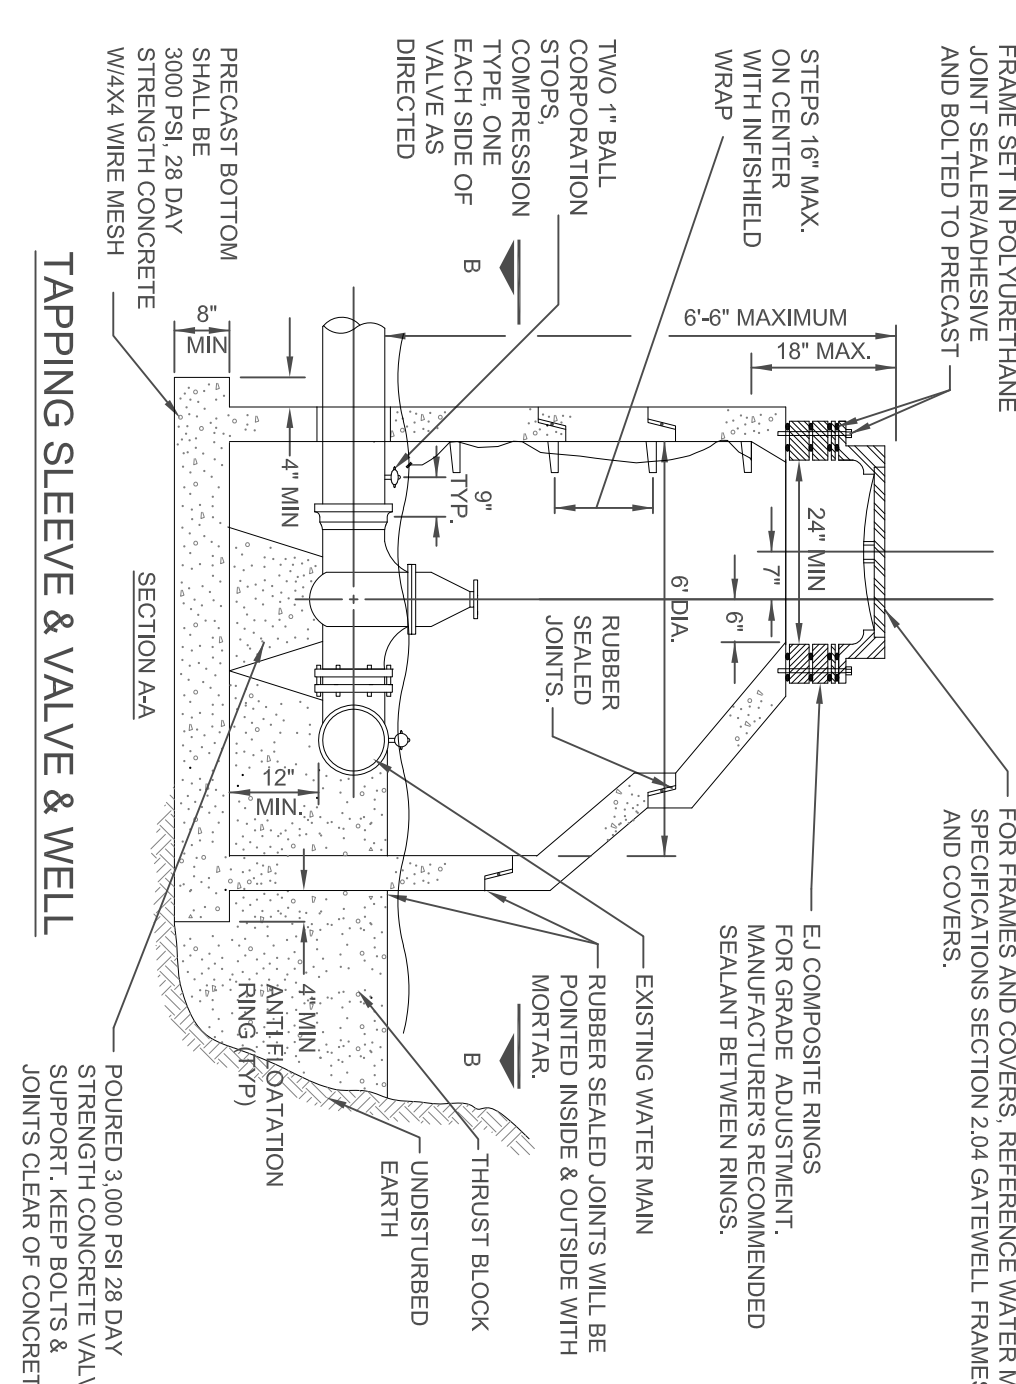 FRAME SET IN POLYURETHANE
JOINT SEALER/ADHESIVE
AND BOLTED TO PRECAST
STEPS 16" MAX.
ON CENTER
WITH INFISHIELD
WRAP
TWO 1" BALL
CORPORATION
STOPS,
COMPRESSION
TYPE, ONE
EACH SIDE OF
VALVE AS
DIRECTED
PRECAST BOTTOM
SHALL BE
3000 PSI, 28 DAY
STRENGTH CONCRETE
W/4X4 WIRE MESH
B
6'-6" MAXIMUM
18" MAX.
8"
MIN
4" MIN
9"
TYP.
24" MIN
7"
6"
6' DIA.
RUBBER
SEALED
JOINTS.
12"
MIN.
4" MIN
ANTI-FLOATATION
RING (TYP)
B
FOR FRAMES AND COVERS, REFERENCE WATER
SPECIFICATIONS SECTION 2.04 GATEWELL FRAMES
AND COVERS.
EJ COMPOSITE RINGS
FOR GRADE ADJUSTMENT.
MANUFACTURER'S RECOMMENDED
SEALANT BETWEEN RINGS.
EXISTING WATER MAIN
RUBBER SEALED JOINTS WILL BE
POINTED INSIDE & OUTSIDE WITH
MORTAR.
THRUST BLOCK
UNDISTURBED
EARTH
POURED 3,000 PSI 28 DAY
STRENGTH CONCRETE
SUPPORT. KEEP BOLTS &
JOINTS CLEAR OF
SECTION A-A
TAPPING SLEEVE & VALVE & WELL